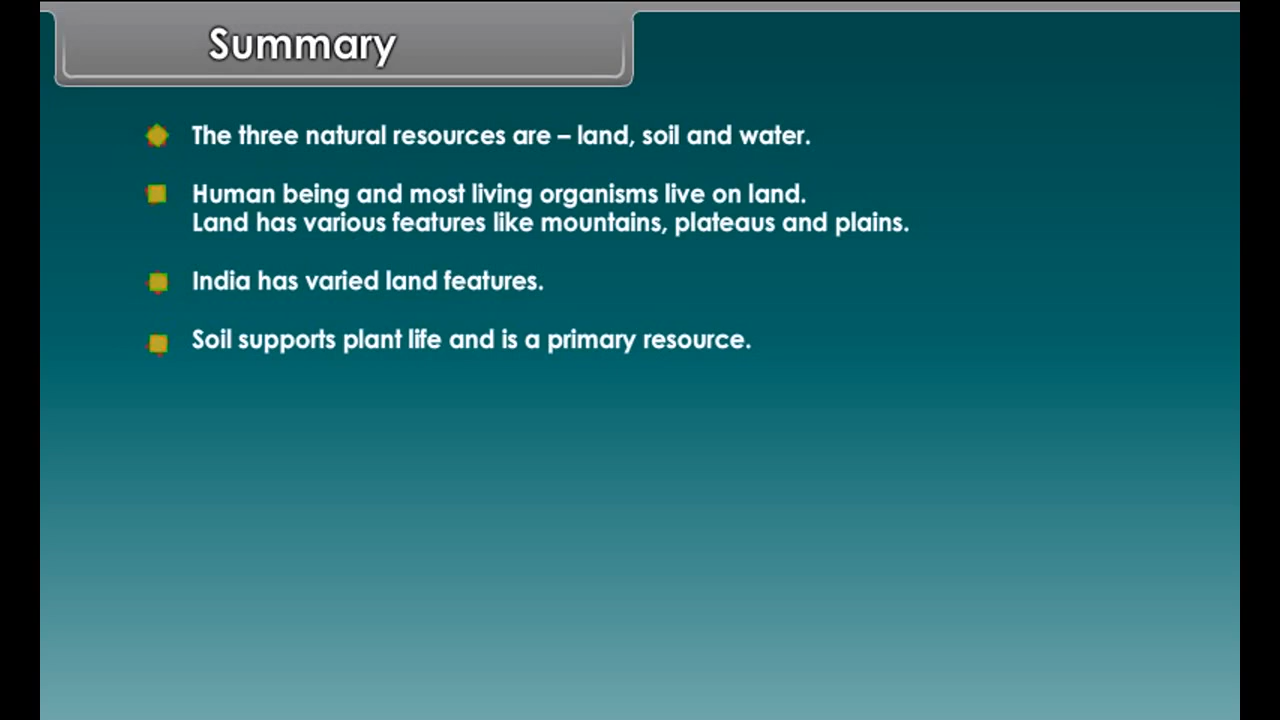 Summary
The three natural resources are – land, soil and water.
Human being and most living organisms live on land.
Land has various features like mountains, plateaus and plains.
India has varied land features.
Soil supports plant life and is a primary resource.